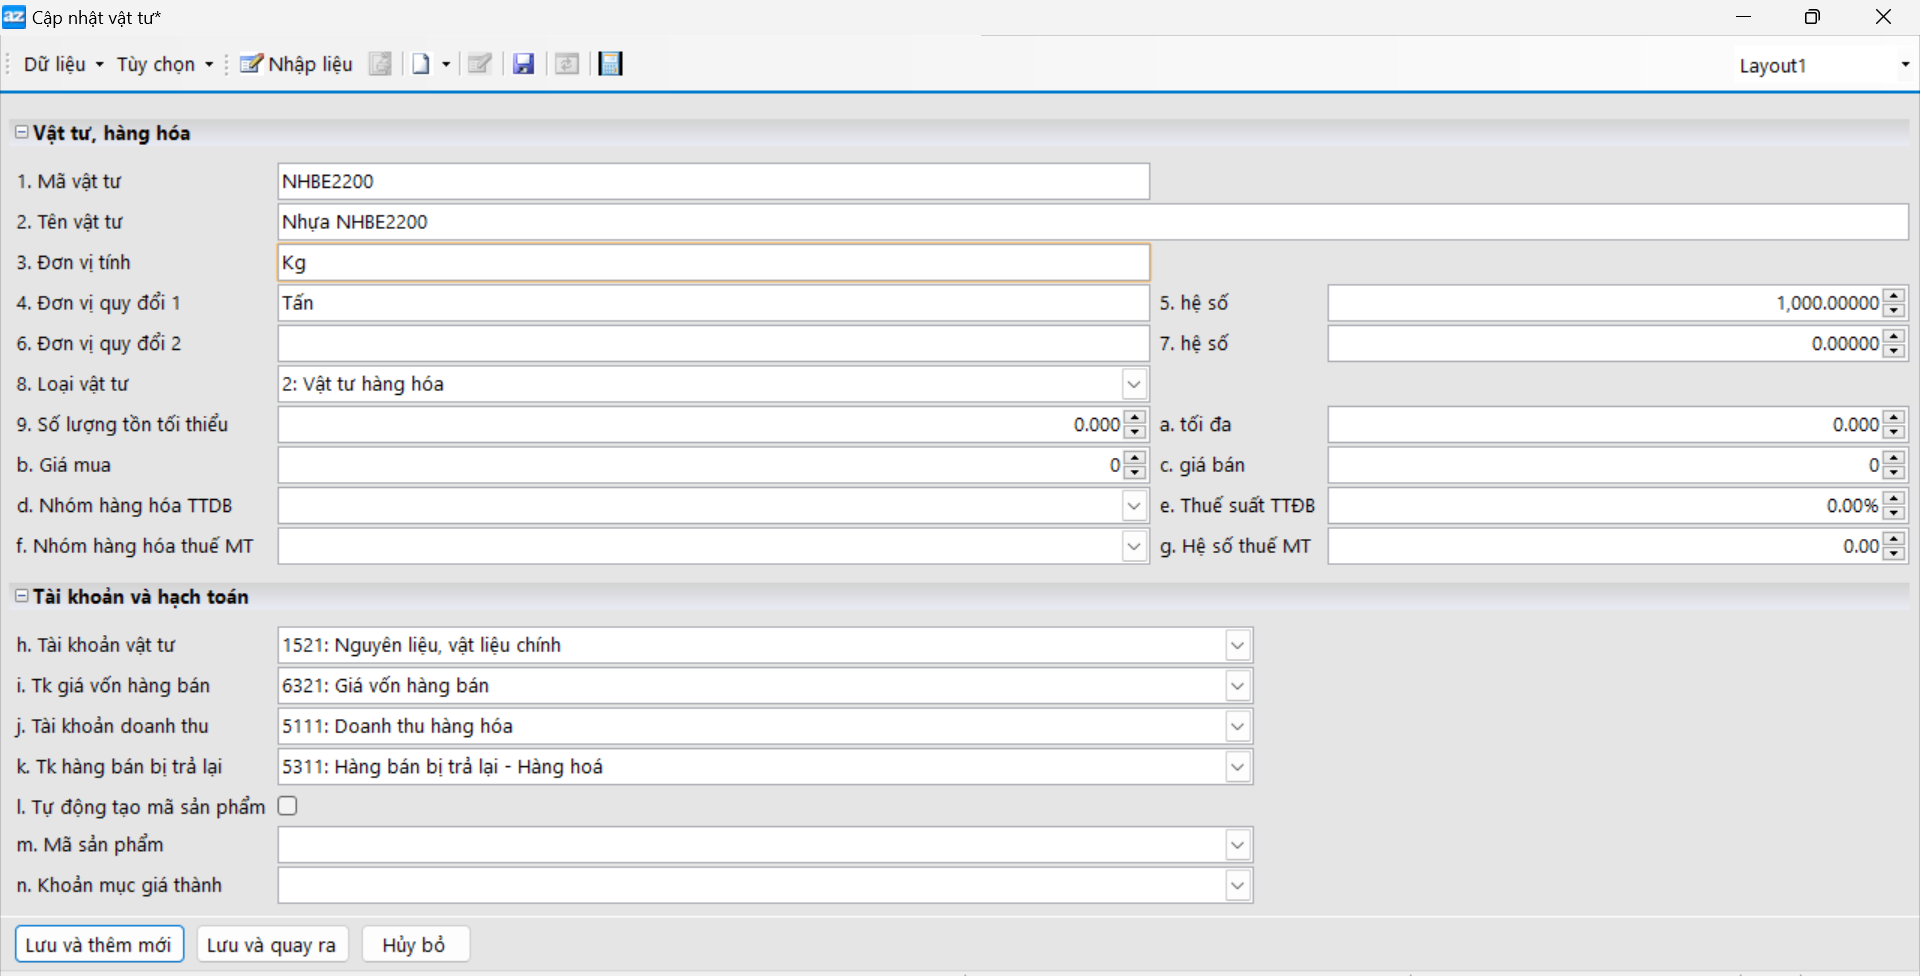 az Cập nhật vật tư*
Dữ liệu Tùy chọn Nhập liệu Layout1
Vật tư, hàng hóa
1. Mã vật tư NHBE2200
2. Tên vật tư Nhựa NHBE2200
3. Đơn vị tính Kg
4. Đơn vị quy đổi 1 Tấn 5. hệ số 1,000.00000
6. Đơn vị quy đổi 2 7. hệ số 0.00000
8. Loại vật tư 2: Vật tư hàng hóa
9. Số lượng tồn tối thiểu 0.000 a. tối đa 0.000
b. Giá mua 0 c. giá bán 0
d. Nhóm hàng hóa TTDB e. Thuế suất TTĐB 0.00%
f. Nhóm hàng hóa thuế MT g. Hệ số thuế MT 0.00
Tài khoản và hạch toán
h. Tài khoản vật tư 1521: Nguyên liệu, vật liệu chính
i. Tk giá vốn hàng bán 6321: Giá vốn hàng bán
j. Tài khoản doanh thu 5111: Doanh thu hàng hóa
k. Tk hàng bán bị trả lại 5311: Hàng bán bị trả lại - Hàng hoá
l. Tự động tạo mã sản phẩm
m. Mã sản phẩm
n. Khoản mục giá thành
Lưu và thêm mới Lưu và quay ra Hủy bỏ